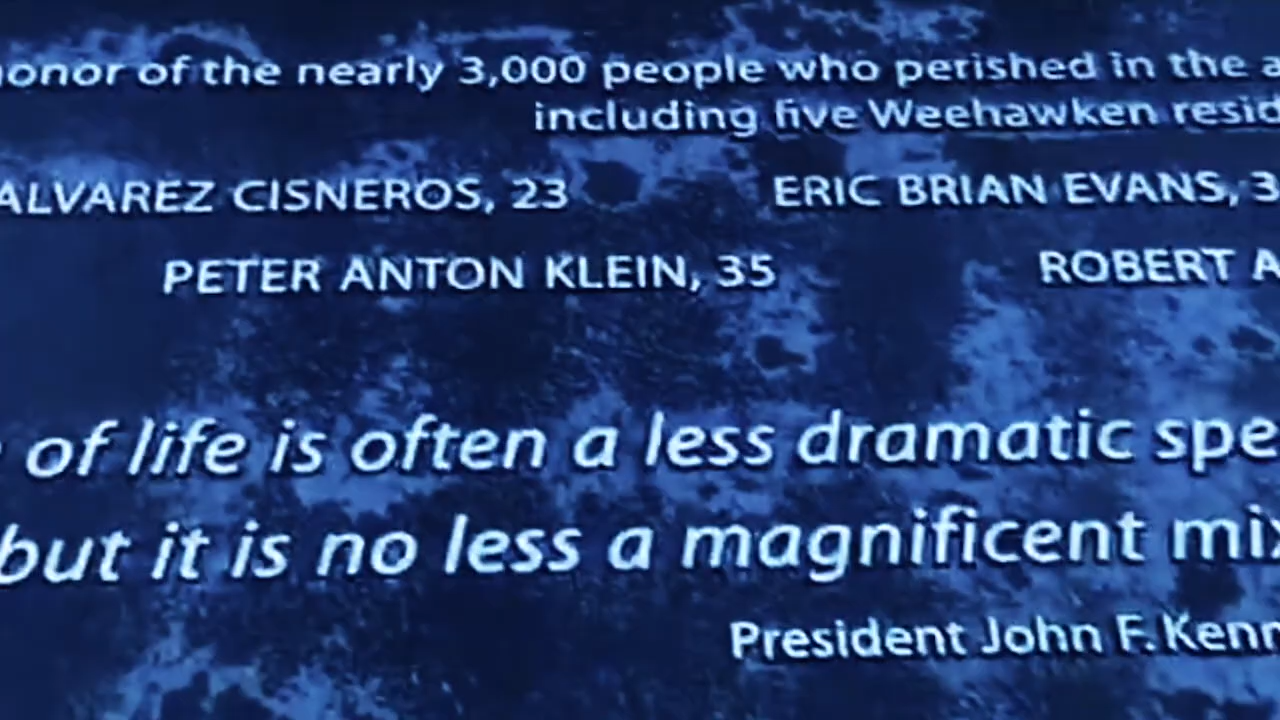 honor of the nearly 3,000 people who perished in the a
including five Weehawken resid
ALVAREZ CISNEROS, 23 ERIC BRIAN EVANS, 3
PETER ANTON KLEIN, 35 ROBERT A
of life is often a less dramatic spe
but it is no less a magnificent mix
President John F. Kenn